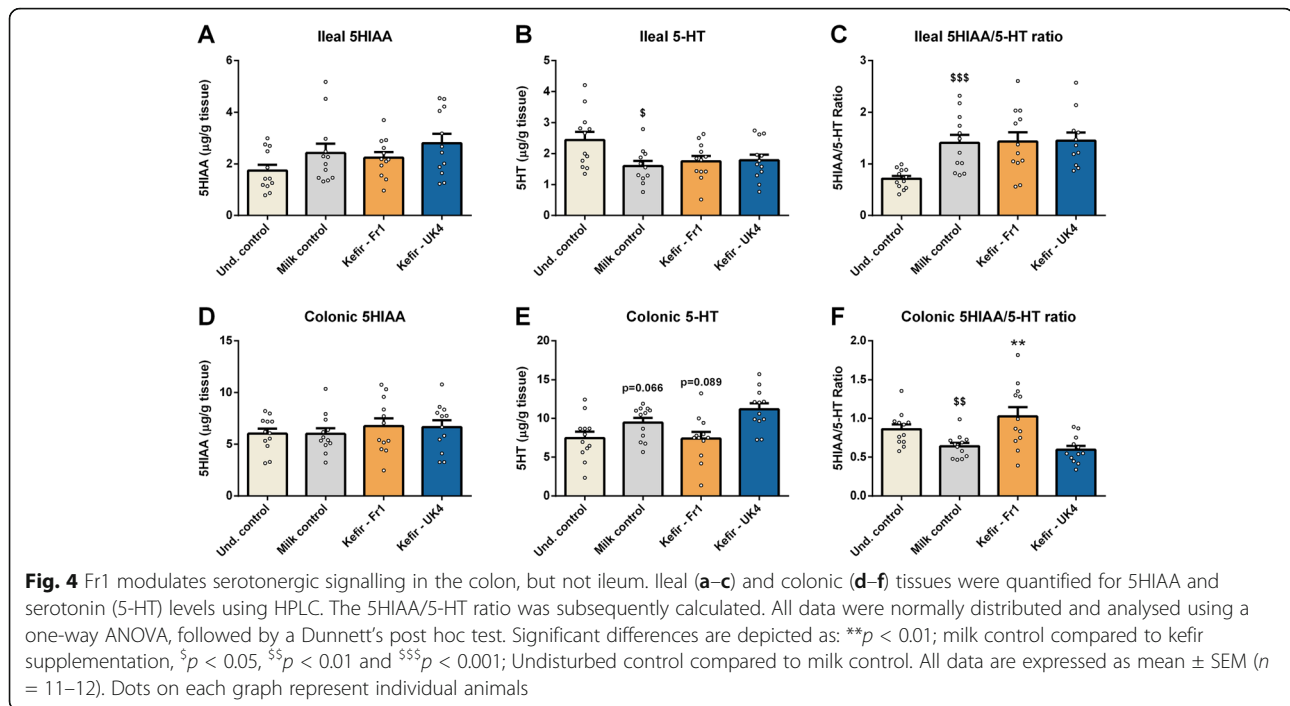 A
Ileal 5HIAA
5HIAA (µg/g tissue)
6
4
2
0
Und. control
Milk control
Kefir - Fr1
Kefir - UK4
B
Ileal 5-HT
5HT (µg/g tissue)
5
4
3
2
1
0
$
Und. control
Milk control
Kefir - Fr1
Kefir - UK4
C
Ileal 5HIAA/5-HT ratio
5HIAA/5-HT Ratio
3
2
1
0
$$$
Und. control
Milk control
Kefir - Fr1
Kefir - UK4
D
Colonic 5HIAA
5HIAA (µg/g tissue)
15
10
5
0
Und. control
Milk control
Kefir - Fr1
Kefir - UK4
E
Colonic 5-HT
5HT (µg/g tissue)
20
15
10
5
0
p=0.066
p=0.089
Und. control
Milk control
Kefir - Fr1
Kefir - UK4
F
Colonic 5HIAA/5-HT ratio
5HIAA/5-HT Ratio
2.0
1.5
1.0
0.5
0.0
$$
**
Und. control
Milk control
Kefir - Fr1
Kefir - UK4
Fig. 4 Fr1 modulates serotonergic signalling in the colon, but not ileum. Ileal (a–c) and colonic (d–f) tissues were quantified for 5HIAA and
serotonin (5-HT) levels using HPLC. The 5HIAA/5-HT ratio was subsequently calculated. All data were normally distributed and analysed using a
one-way ANOVA, followed by a Dunnett's post hoc test. Significant differences are depicted as: **p < 0.01; milk control compared to kefir
supplementation, $p < 0.05, $$p < 0.01 and $$$p < 0.001; Undisturbed control compared to milk control. All data are expressed as mean ± SEM (n
= 11–12). Dots on each graph represent individual animals